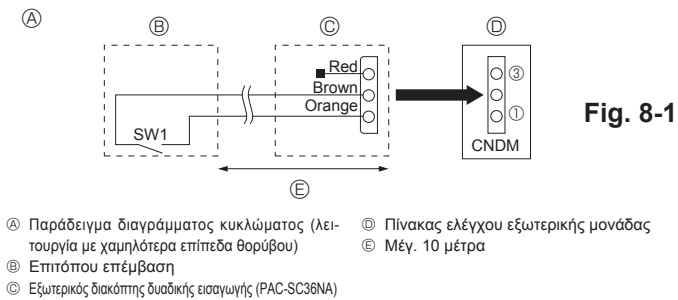 Ⓐ
Ⓑ
Ⓒ
Ⓓ
Red
Brown
Orange
SW1
③
①
CNDM
Fig. 8-1
Ⓔ
Ⓐ Παράδειγμα διαγράμματος κυκλώματος (λει-
τουργία με χαμηλότερα επίπεδα θορύβου)
Ⓑ Επιτόπου επέμβαση
Ⓒ Εξωτερικός διακόπτης δυαδικής εισαγωγής (PAC-SC36NA)
Ⓓ Πίνακας ελέγχου εξωτερικής μονάδας
Ⓔ Μέγ. 10 μέτρα